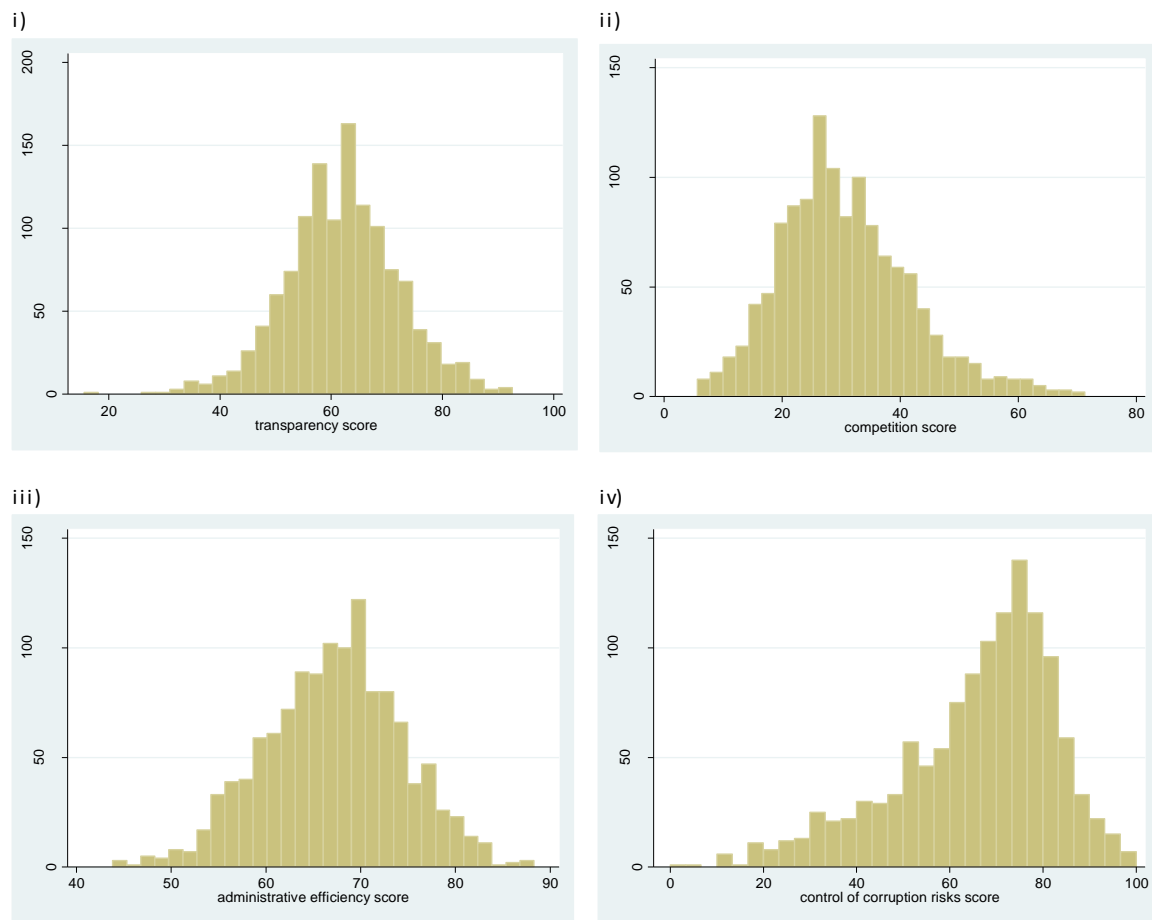 i)
200
150
100
50
0
20 40 60 80 100
transparency score
ii)
150
100
50
0
0 20 40 60 80
competition score
iii)
150
100
50
0
40 50 60 70 80 90
administrative efficiency score
iv)
150
100
50
0
0 20 40 60 80 100
control of corruption risks score